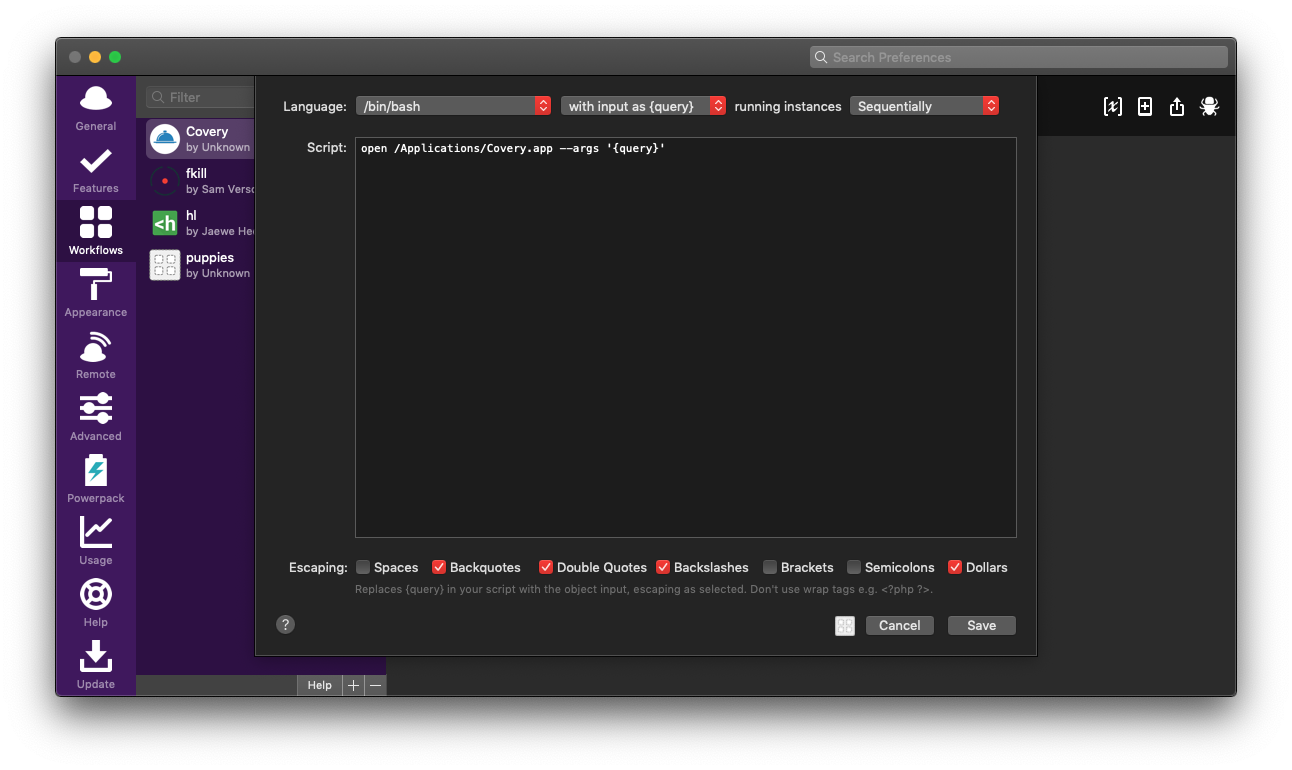 Search Preferences
General
Features
Workflows
Appearance
Remote
Advanced
Powerpack
Usage
Help
Update
Filter
Covery
by Unknown
fkill
by Sam Verso
<h
hl
by Jaewe Hee
puppies
by Unknown
Help
Language: /bin/bash with input as {query} running instances Sequentially
Script: open /Applications/Covery.app --args '{query}'
Escaping: Spaces Backquotes Double Quotes Backslashes Brackets Semicolons Dollars
Replaces {query} in your script with the object input, escaping as selected. Don't use wrap tags e.g. <?php ?>.
? Cancel Save